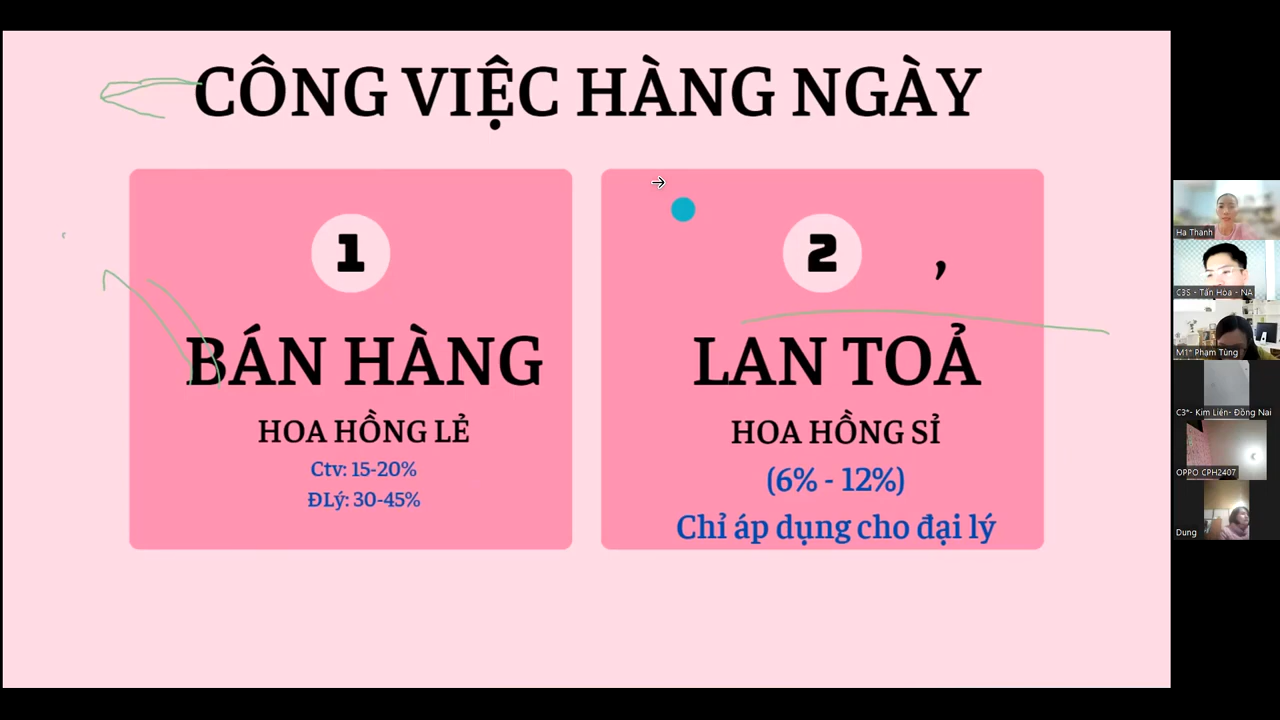 CÔNG VIỆC HÀNG NGÀY
1
BÁN HÀNG
HOA HỒNG LẺ
Ctv: 15-20%
ĐLý: 30-45%
2 ,
LAN TOẢ
HOA HỒNG SỈ
(6% - 12%)
Chỉ áp dụng cho đại lý
Ha Thanh
C3S - Tấn Hòa - NA
M1* Phạm Tùng
C3*- Kim Liên- Đồng Nai
OPPO CPH2407
Dung